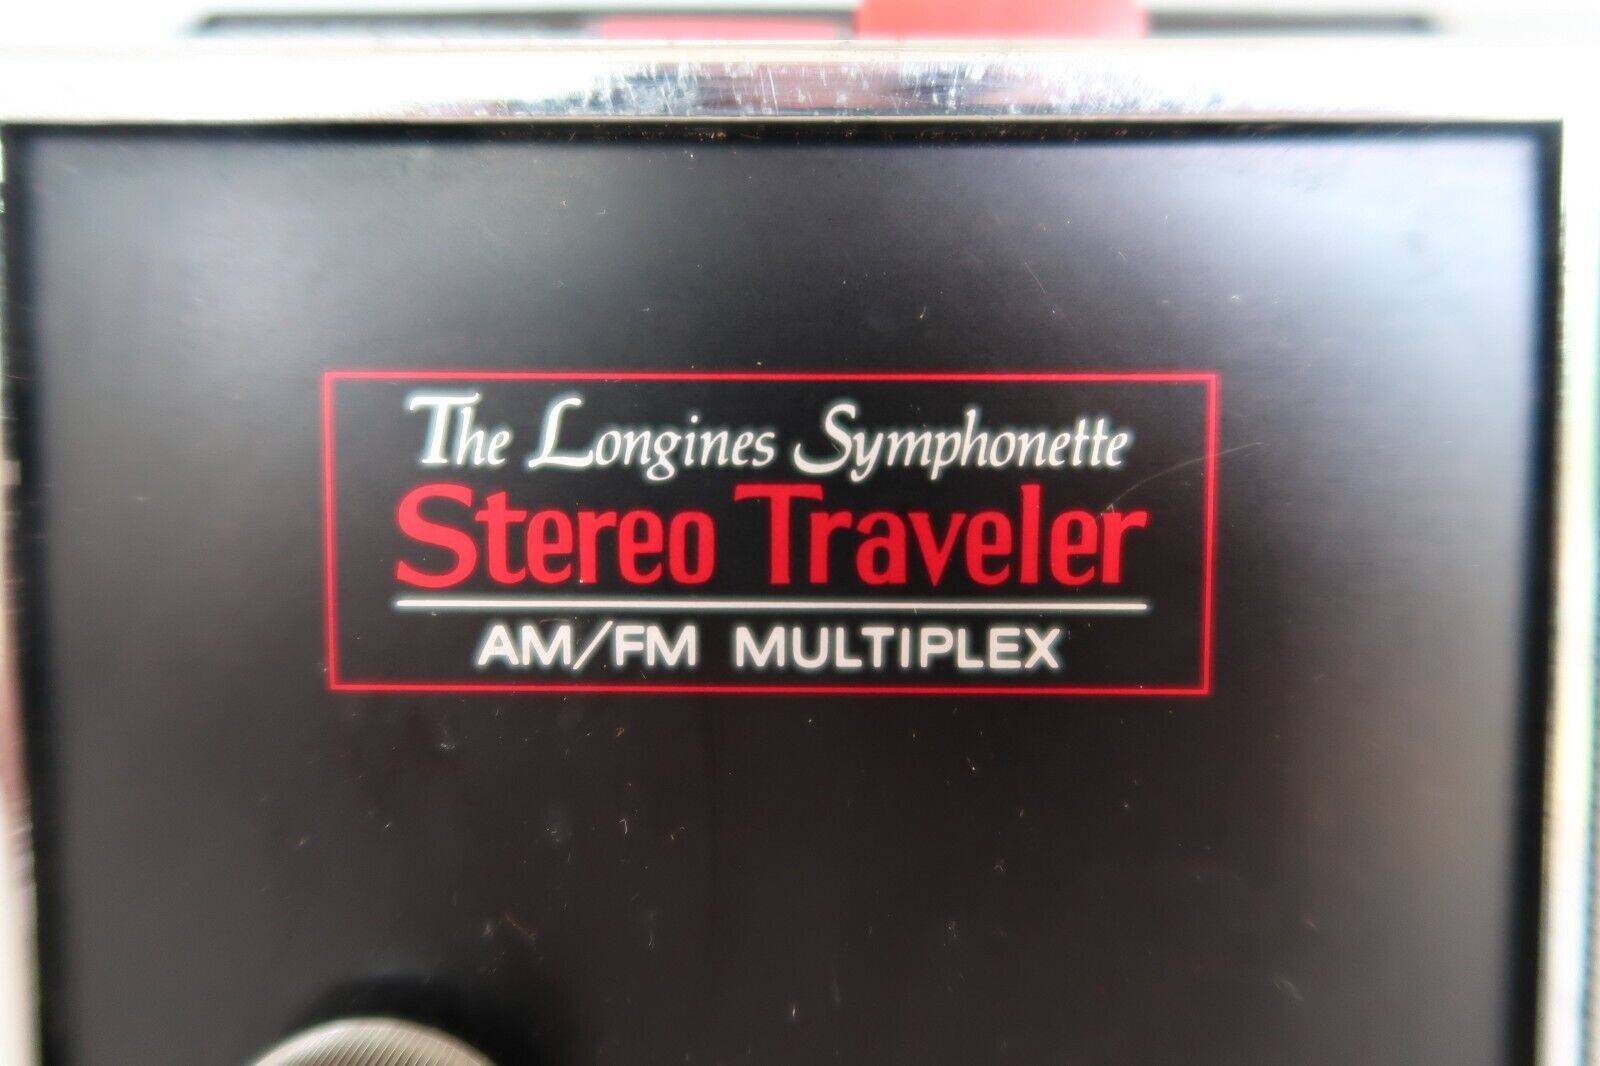 The Longines Symphonette
Stereo Traveler
AM/FM MULTIPLEX